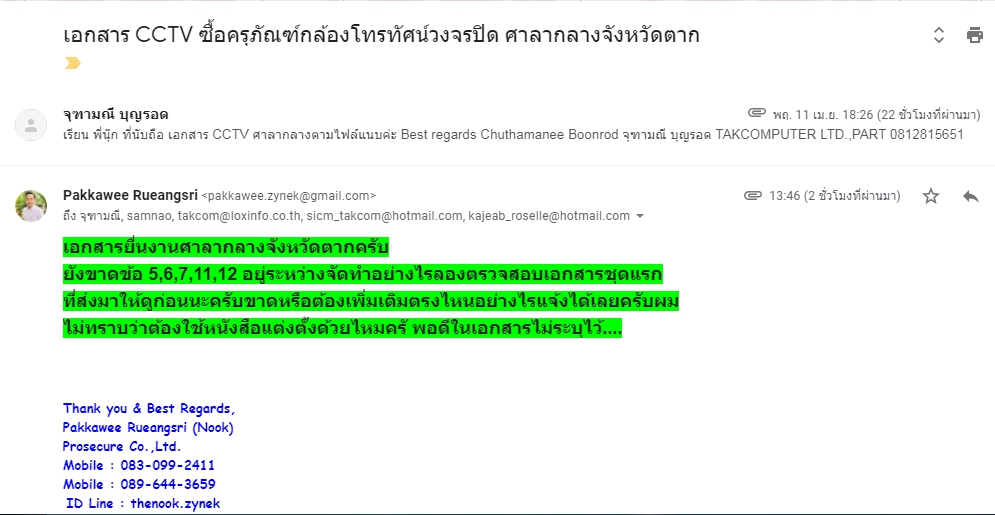 เอกสาร CCTV ซื้อครุภัณฑ์กล้องโทรทัศน์วงจรปิด ศาลากลางจังหวัดตาก
จุฑามณี บุญรอด
พฤ. 11 เม.ย. 18:26 (22 ชั่วโมงที่ผ่านมา)
เรียน พี่นุ๊ก ที่นับถือ เอกสาร CCTV ศาลากลางตามไฟล์แนบค่ะ Best regards Chuthamanee Boonrod จุฑามณี บุญรอด TAKCOMPUTER LTD.,PART 0812815651
Pakkawee Rueangsri <pakkawee.zynek@gmail.com>
13:46 (2 ชั่วโมงที่ผ่านมา)
ถึง จุฑามณี, samnao, takcom@loxinfo.co.th, sicm_takcom@hotmail.com, kajeab_roselle@hotmail.com
เอกสารยื่นงานศาลากลางจังหวัดตากครับ
ยังขาดข้อ 5,6,7,11,12 อยู่ระหว่างจัดทำอย่างไรลองตรวจสอบเอกสารชุดแรก
ที่ส่งมาให้ดูก่อนนะครับขาดหรือต้องเพิ่มเติมตรงไหนอย่างไรแจ้งได้เลยครับผม
ไม่ทราบว่าต้องใช้หนังสือแต่งตั้งด้วยไหมครั พอดีในเอกสารไม่ระบุไว้....
Thank you & Best Regards,
Pakkawee Rueangsri (Nook)
Prosecure Co.,Ltd.
Mobile : 083-099-2411
Mobile : 089-644-3659
ID Line : thenook.zynek